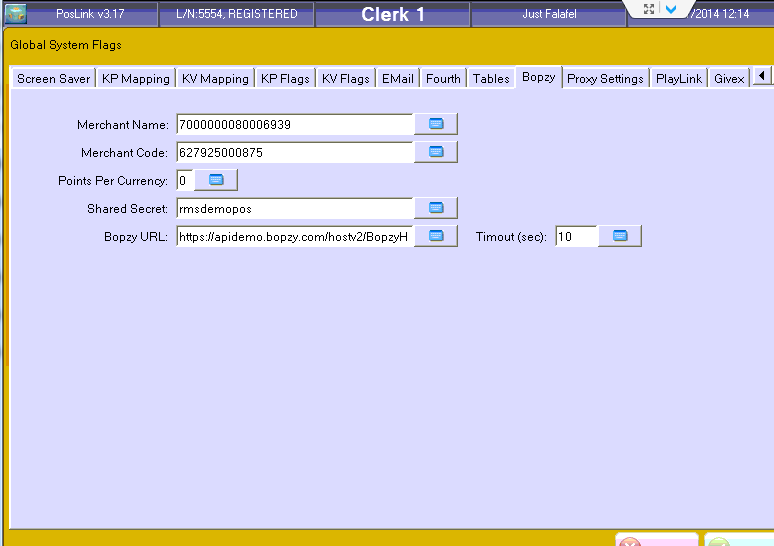 PosLink v3.17 L/N:5554, REGISTERED Clerk 1 Just Falafel /2014 12:14
Global System Flags
Screen Saver KP Mapping KV Mapping KP Flags KV Flags EMail Fourth Tables Bopzy Proxy Settings PlayLink Givex
Merchant Name: 7000000080006939
Merchant Code: 627925000875
Points Per Currency: 0
Shared Secret: rmsdemopos
Bopzy URL: https://apidemo.bopzy.com/hostv2/BopzyH Timout (sec): 10